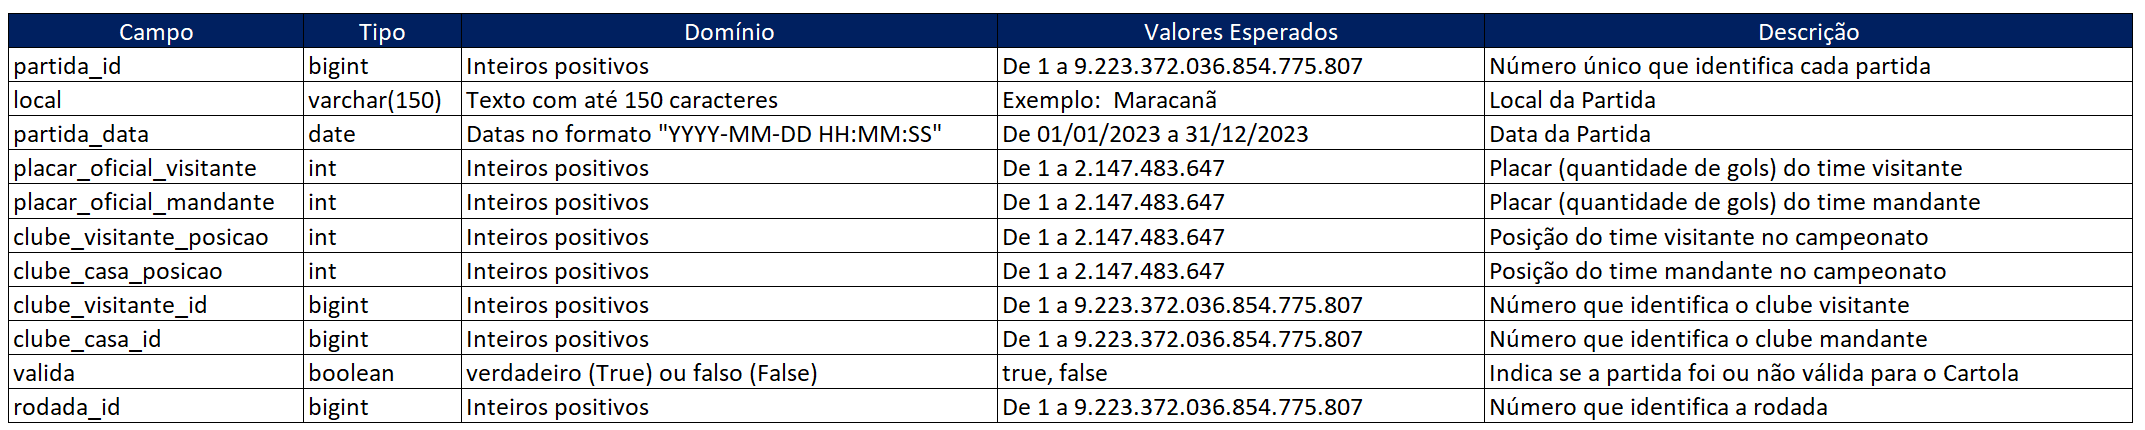 Campo Tipo Domínio Valores Esperados Descrição
partida_id bigint Inteiros positivos De 1 a 9.223.372.036.854.775.807 Número único que identifica cada partida
local varchar(150) Texto com até 150 caracteres Exemplo:  Maracanã Local da Partida
partida_data date Datas no formato "YYYY-MM-DD HH:MM:SS" De 01/01/2023 a 31/12/2023 Data da Partida
placar_oficial_visitante int Inteiros positivos De 1 a 2.147.483.647 Placar (quantidade de gols) do time visitante
placar_oficial_mandante int Inteiros positivos De 1 a 2.147.483.647 Placar (quantidade de gols) do time mandante
clube_visitante_posicao int Inteiros positivos De 1 a 2.147.483.647 Posição do time visitante no campeonato
clube_casa_posicao int Inteiros positivos De 1 a 2.147.483.647 Posição do time mandante no campeonato
clube_visitante_id bigint Inteiros positivos De 1 a 9.223.372.036.854.775.807 Número que identifica o clube visitante
clube_casa_id bigint Inteiros positivos De 1 a 9.223.372.036.854.775.807 Número que identifica o clube mandante
valida boolean verdadeiro (True) ou falso (False) true, false Indica se a partida foi ou não válida para o Cartola
rodada_id bigint Inteiros positivos De 1 a 9.223.372.036.854.775.807 Número que identifica a rodada